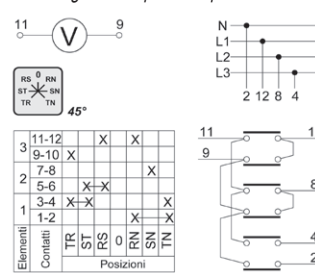 11 9
V
RS 0 RN
ST SN
TR TN
45°
N
L1
L2
L3
2 12 8 4
3 11-12 X X
9-10 X
2 7-8 X
5-6 X X
1 3-4 X X X
1-2 X X
Elementi Contatti TR ST RS 0 RN SN TN
Posizioni
11
9
8
4
2